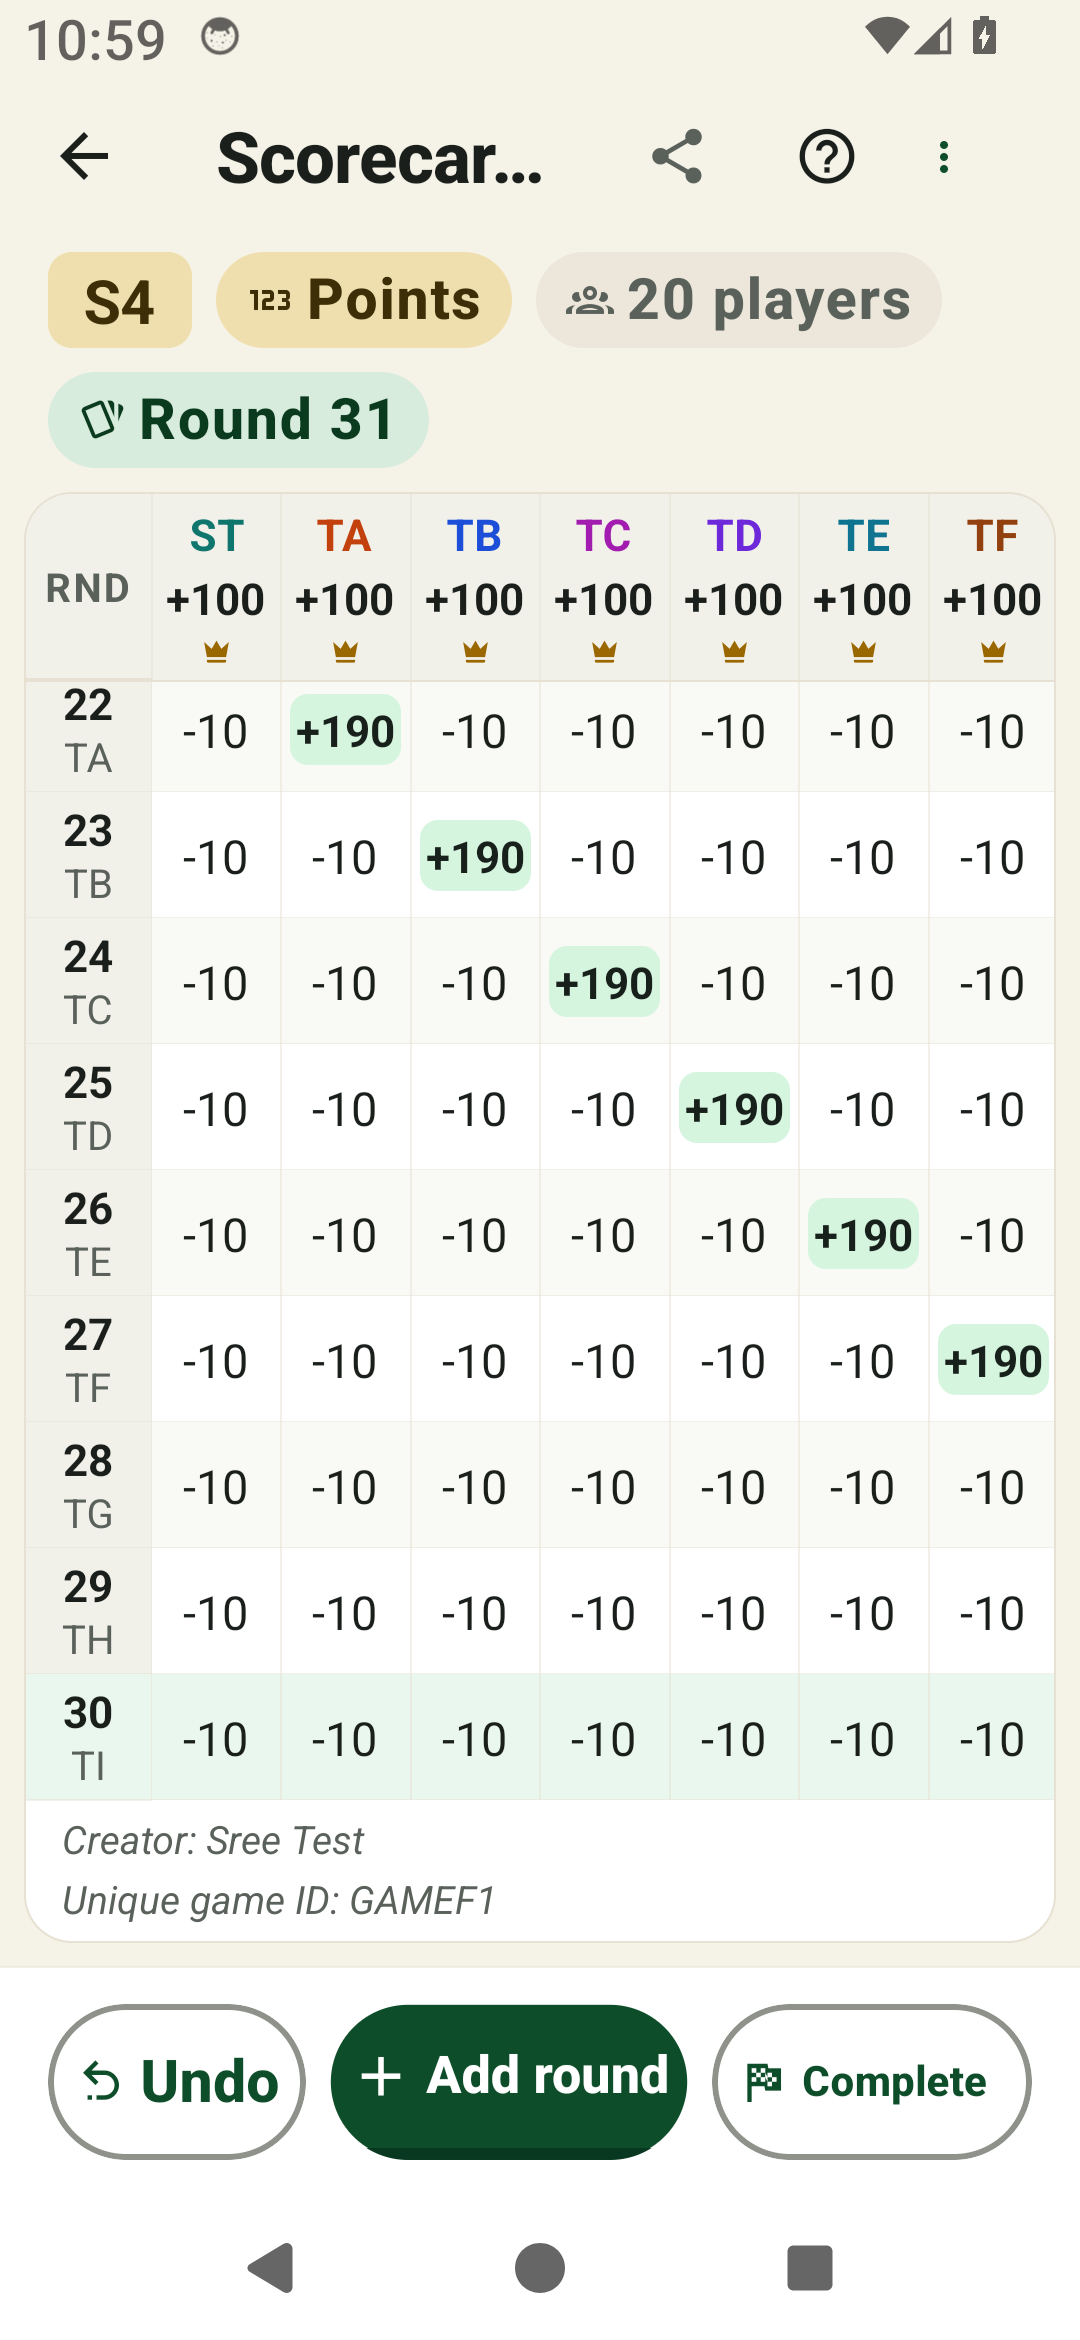 10:59
Scorecar...
S4
123 Points
20 players
Round 31
RND ST TA TB TC TD TE TF
+100 +100 +100 +100 +100 +100 +100
22 TA -10 +190 -10 -10 -10 -10 -10
23 TB -10 -10 +190 -10 -10 -10 -10
24 TC -10 -10 -10 +190 -10 -10 -10
25 TD -10 -10 -10 -10 +190 -10 -10
26 TE -10 -10 -10 -10 -10 +190 -10
27 TF -10 -10 -10 -10 -10 -10 +190
28 TG -10 -10 -10 -10 -10 -10 -10
29 TH -10 -10 -10 -10 -10 -10 -10
30 TI -10 -10 -10 -10 -10 -10 -10
Creator: Sree Test
Unique game ID: GAMEF1
Undo
+ Add round
Complete